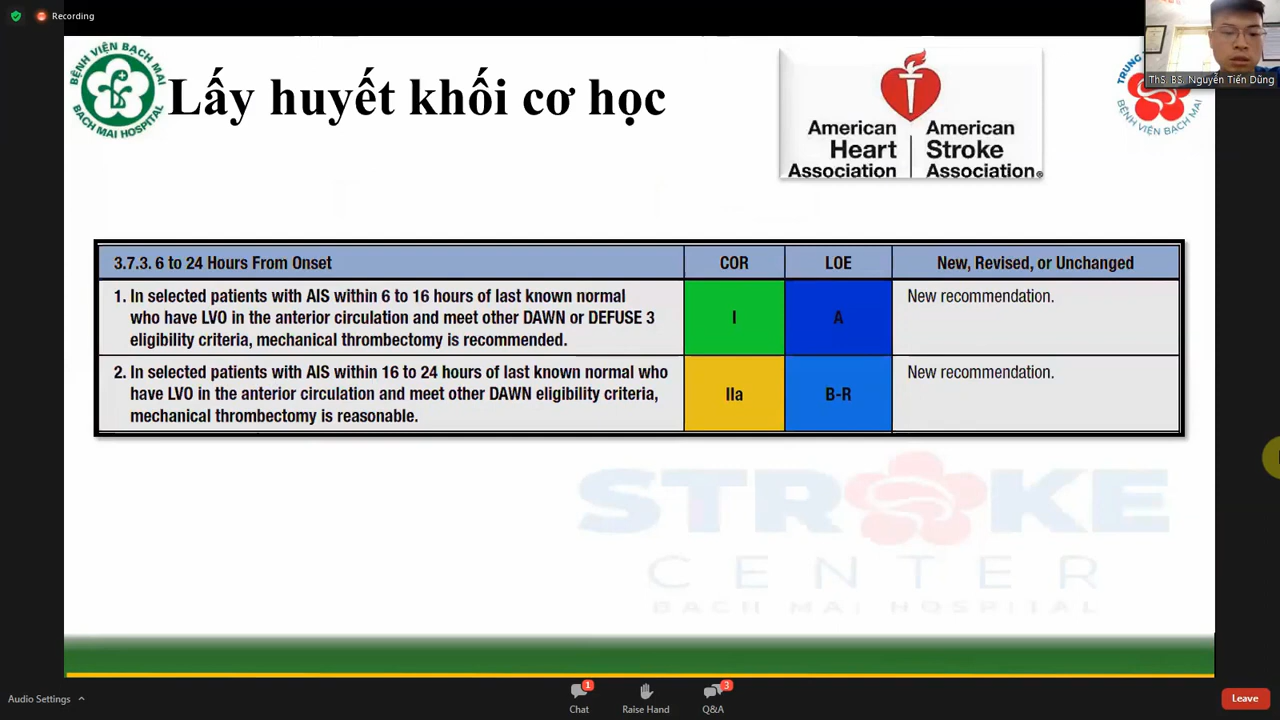 Recording
BỆNH VIỆN BẠCH MAI
BACH MAI HOSPITAL
Lấy huyết khối cơ học
American
Heart
Association
American
Stroke
Association®
TRUNG
BỆNH VIỆN BẠCH MAI
ThS. BS. Nguyễn Tiến Dũng
3.7.3. 6 to 24 Hours From Onset COR LOE New, Revised, or Unchanged
1. In selected patients with AIS within 6 to 16 hours of last known normal
who have LVO in the anterior circulation and meet other DAWN or DEFUSE 3
eligibility criteria, mechanical thrombectomy is recommended.
I
A
New recommendation.
2. In selected patients with AIS within 16 to 24 hours of last known normal who
have LVO in the anterior circulation and meet other DAWN eligibility criteria,
mechanical thrombectomy is reasonable.
IIa
B-R
New recommendation.
STROKE
CENTER
BACH MAI HOSPITAL
Audio Settings
1
Chat
Raise Hand
3
Q&A
Leave